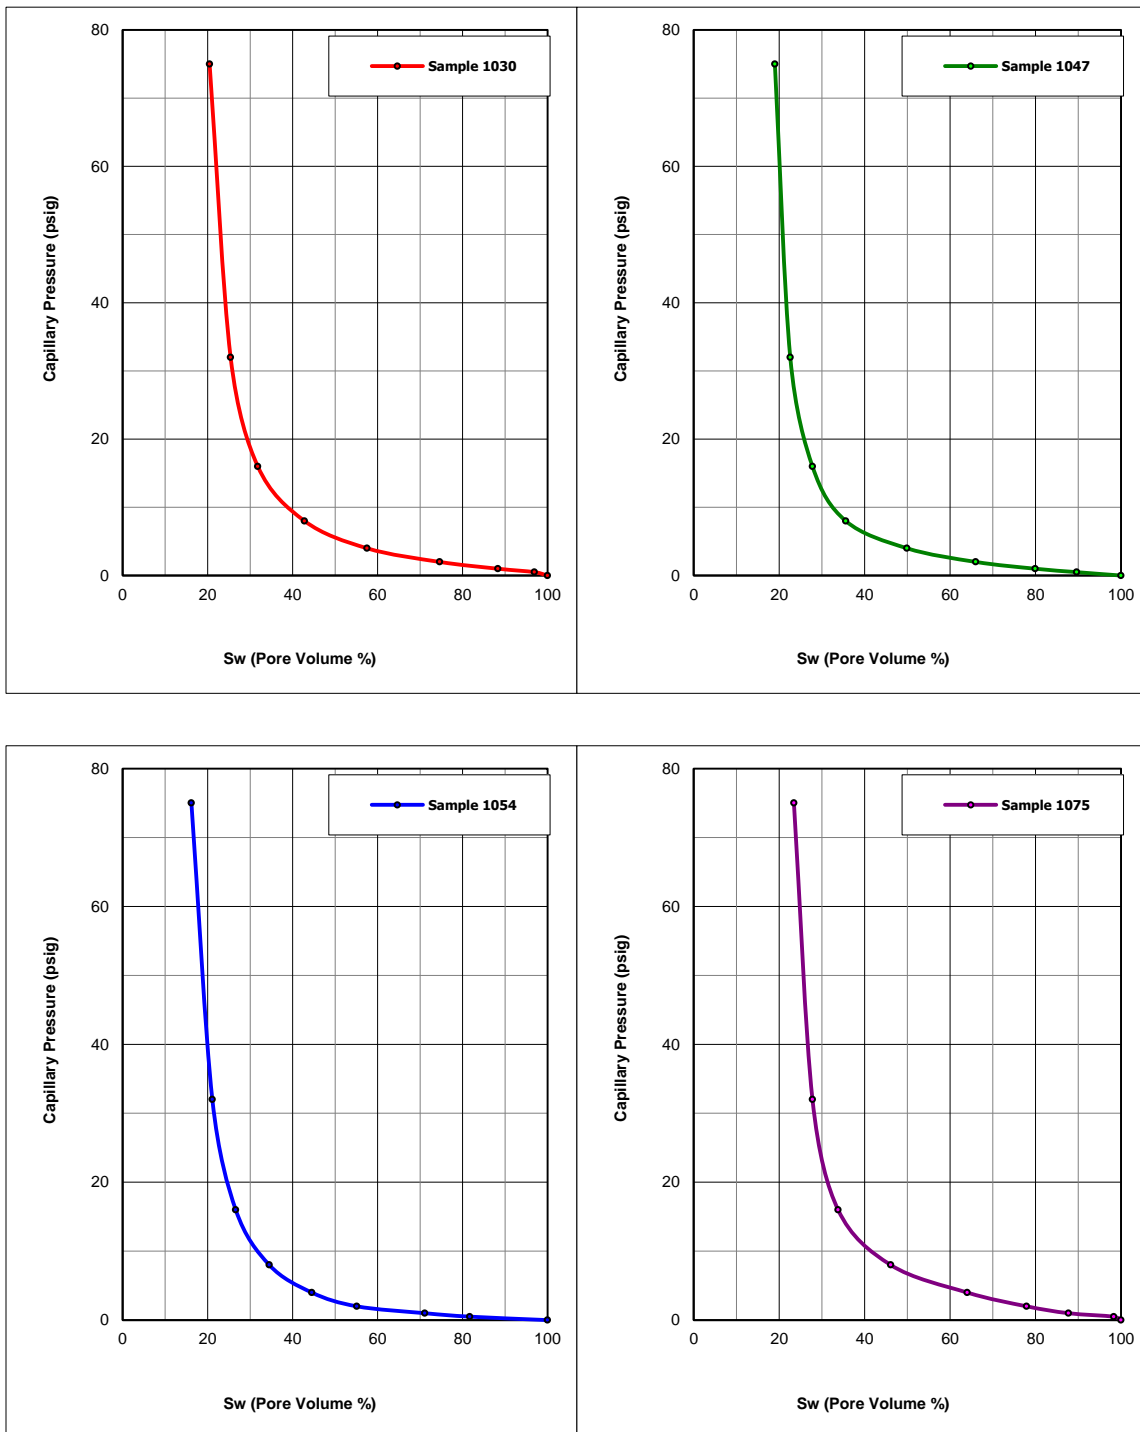 80
Sample 1030
60
Capillary Pressure (psig)
40
20
0
0 20 40 60 80 100
Sw (Pore Volume %)
80
Sample 1047
60
Capillary Pressure (psig)
40
20
0
0 20 40 60 80 100
Sw (Pore Volume %)
80
Sample 1054
60
Capillary Pressure (psig)
40
20
0
0 20 40 60 80 100
Sw (Pore Volume %)
80
Sample 1075
60
Capillary Pressure (psig)
40
20
0
0 20 40 60 80 100
Sw (Pore Volume %)